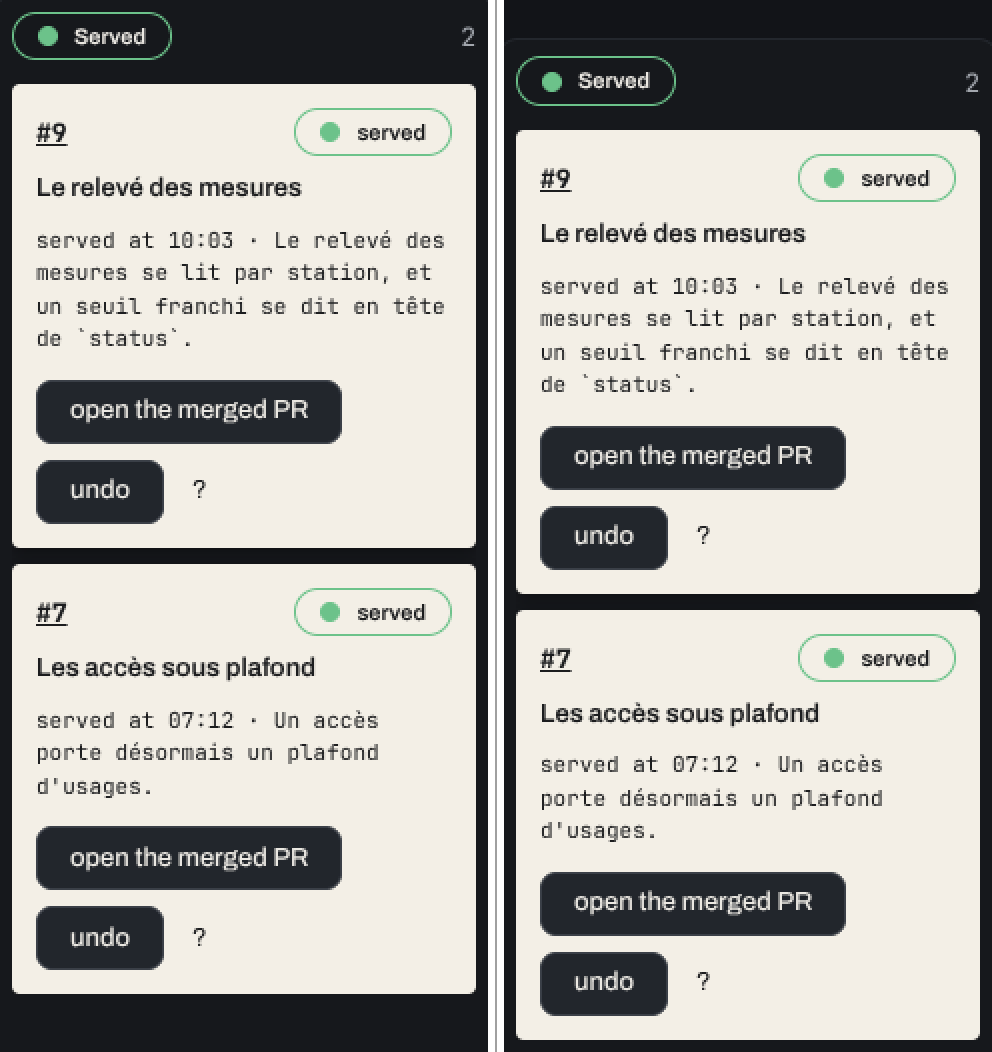 Served
2
#9
served
Le relevé des mesures
served at 10:03 · Le relevé des
mesures se lit par station, et
un seuil franchi se dit en tête
de `status`.
open the merged PR
undo
?
#7
served
Les accès sous plafond
served at 07:12 · Un accès
porte désormais un plafond
d'usages.
open the merged PR
undo
?
Served
2
#9
served
Le relevé des mesures
served at 10:03 · Le relevé des
mesures se lit par station, et
un seuil franchi se dit en tête
de `status`.
open the merged PR
undo
?
#7
served
Les accès sous plafond
served at 07:12 · Un accès
porte désormais un plafond
d'usages.
open the merged PR
undo
?